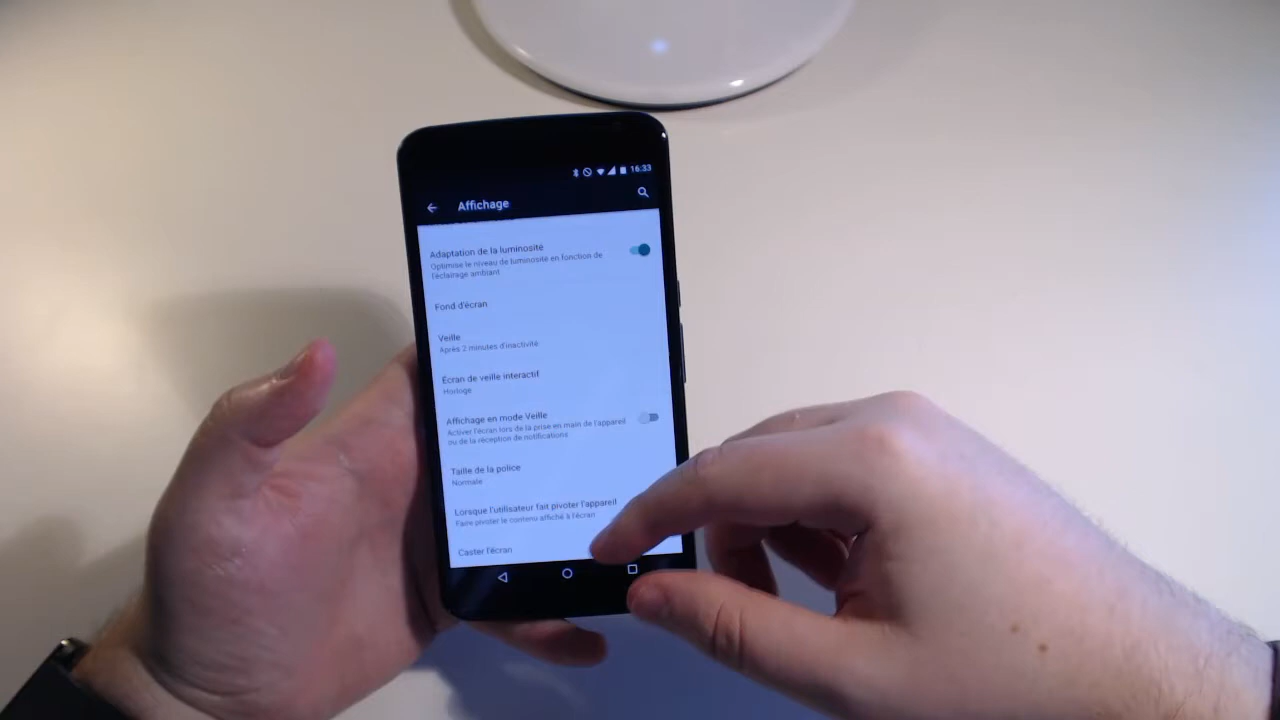 16:33
Affichage
Adaptation de la luminosité
Optimise le niveau de luminosité en fonction de
l'éclairage ambiant
Fond d'écran
Veille
Après 2 minutes d'inactivité
Écran de veille interactif
Horloge
Affichage en mode Veille
Activer l'écran lors de la prise en main de l'appareil
ou de la réception de notifications
Taille de la police
Normale
Lorsque l'utilisateur fait pivoter l'appareil
Faire pivoter le contenu affiché à l'écran
Caster l'écran